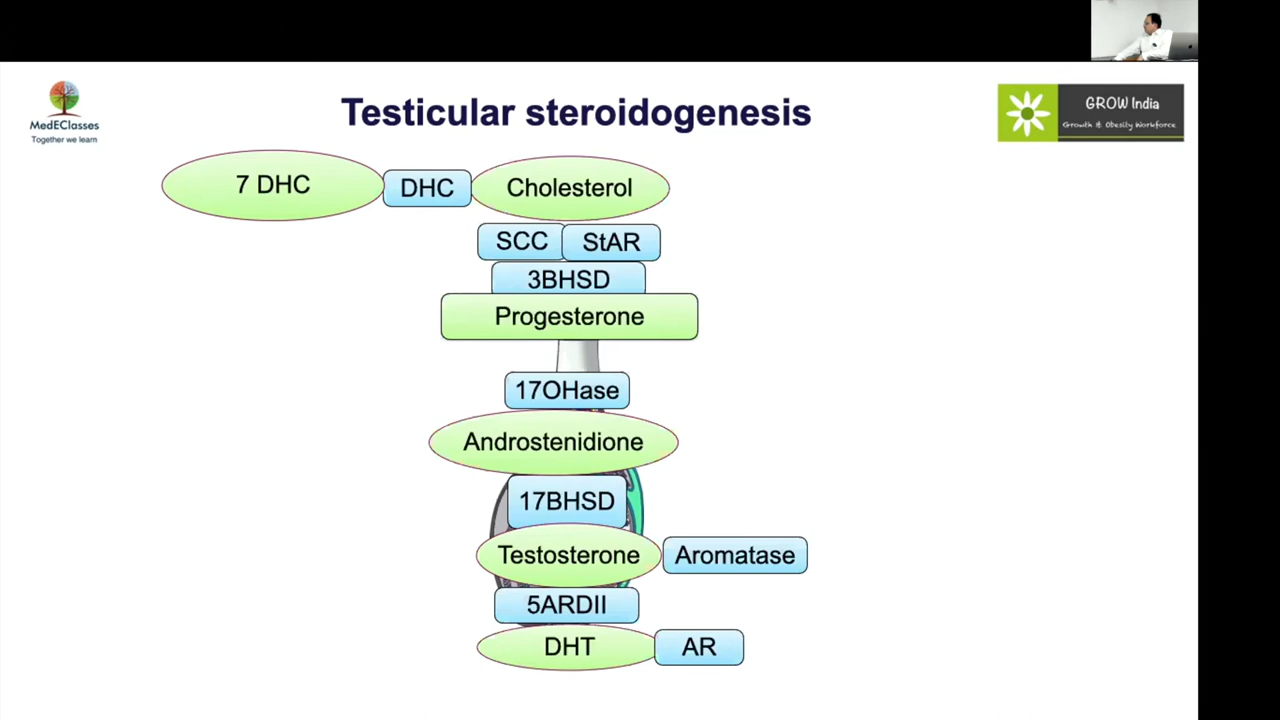 MedEClasses
Together we learn
Testicular steroidogenesis
GROW India
Growth & Obesity Workforce
7 DHC
DHC
Cholesterol
SCC
StAR
3BHSD
Progesterone
17OHase
Androstenidione
17BHSD
Testosterone
Aromatase
5ARDII
DHT
AR